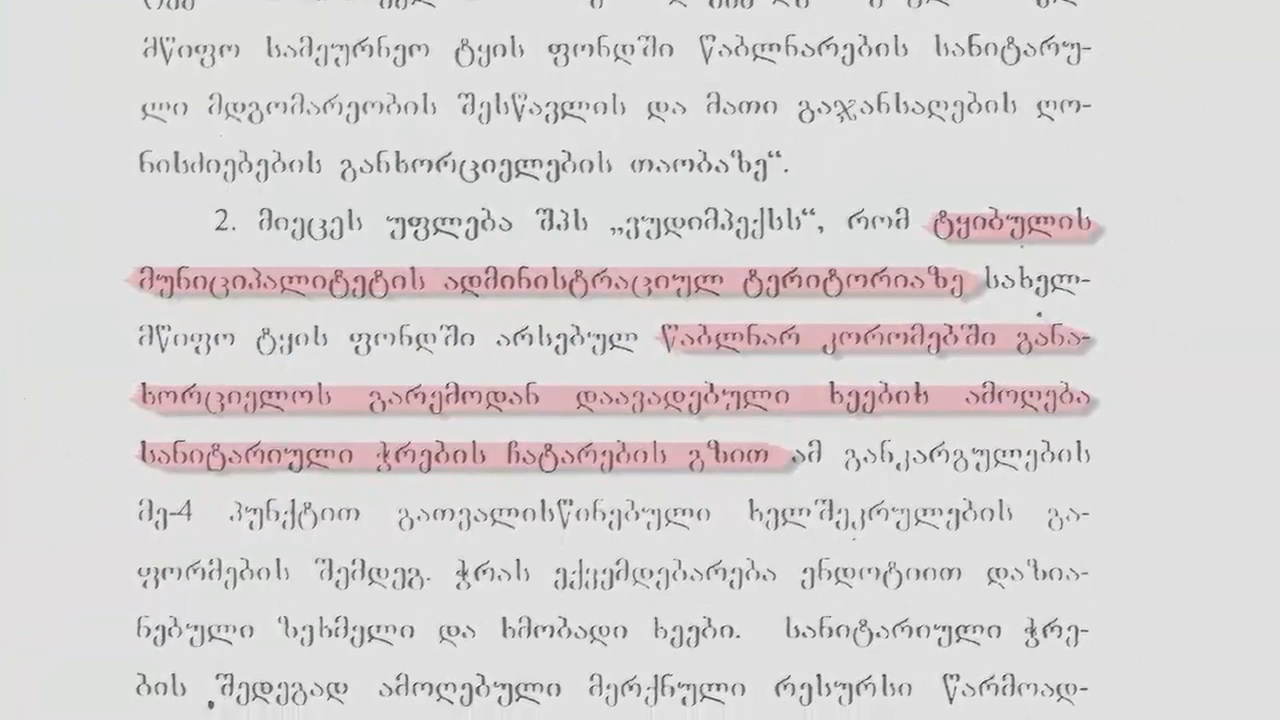 მწიფო სამეურნეო ტყის ფონდში წაბლნარების სანიტარუ-
ლი მდგომარეობის შესწავლის და მათი გაჯანსაღების ღო-
ნისძიებების განხორციელების თაობაზე“.
2. მიეცეს უფლება შპს „ვუდიმპექსს“, რომ ტყიბულის
მუნიციპალიტეტის ადმინისტრაციულ ტერიტორიაზე სახელ-
მწიფო ტყის ფონდში არსებულ წაბლნარ კორომებში განა-
ხორციელოს გარემოდან დაავადებული ხეების ამოღება
სანიტარიული ჭრების ჩატარების გზით ამ განკარგულების
მე-4 პუნქტით გათვალისწინებული ხელშეკრულების გა-
ფორმების შემდეგ. ჭრას ექვემდებარება ენდოტიით დაზია-
ნებული ზეხმელი და ხმობადი ხეები. სანიტარიული ჭრე-
ბის შედეგად ამოღებული მერქნული რესურსი წარმოად-